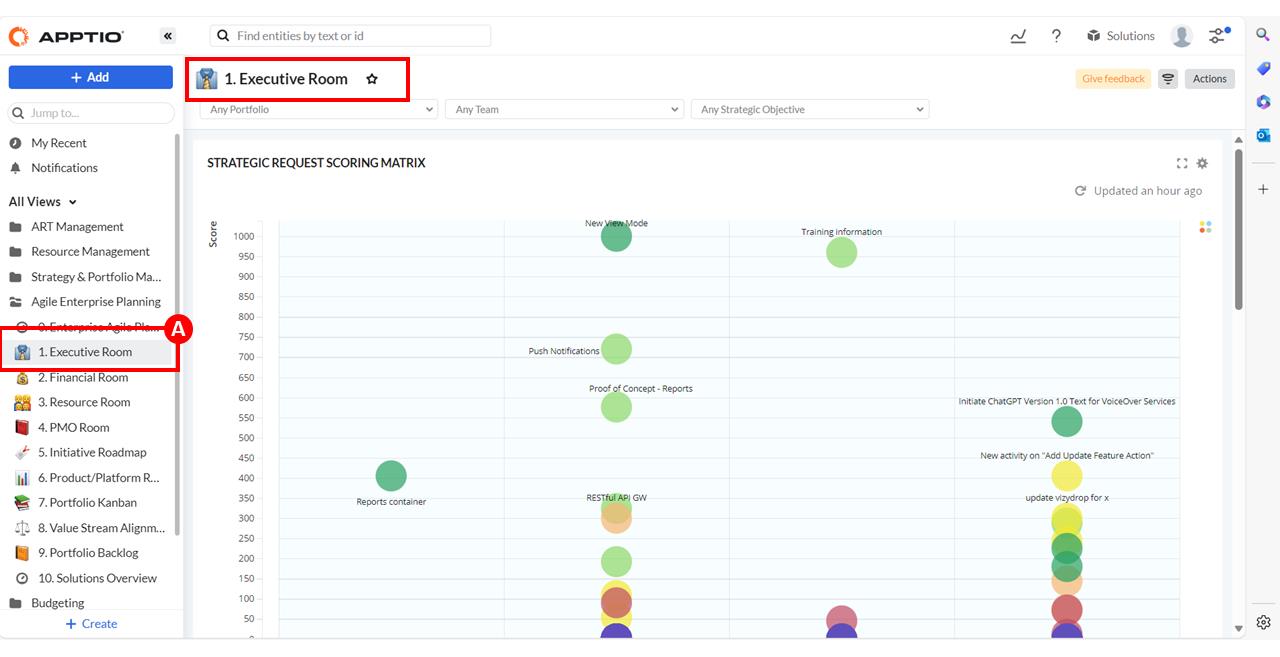 APPTIO
«
Find entities by text or id
?
Solutions
+ Add
1. Executive Room
Give feedback
Actions
Jump to...
Any Portfolio
Any Team
Any Strategic Objective
My Recent
Notifications
All Views
ART Management
Resource Management
Strategy & Portfolio Ma...
Agile Enterprise Planning
0. Enterprise Agile Pla...
A
1. Executive Room
2. Financial Room
3. Resource Room
4. PMO Room
5. Initiative Roadmap
6. Product/Platform R...
7. Portfolio Kanban
8. Value Stream Alignm...
9. Portfolio Backlog
10. Solutions Overview
Budgeting
+ Create
STRATEGIC REQUEST SCORING MATRIX
Updated an hour ago
Score
1000
950
900
850
800
750
700
650
600
550
500
450
400
350
300
250
200
150
100
50
0
New View Mode
Training information
Push Notifications
Proof of Concept - Reports
Initiate ChatGPT Version 1.0 Text for VoiceOver Services
New activity on "Add Update Feature Action"
Reports container
RESTful API GW
update vizydrop for x